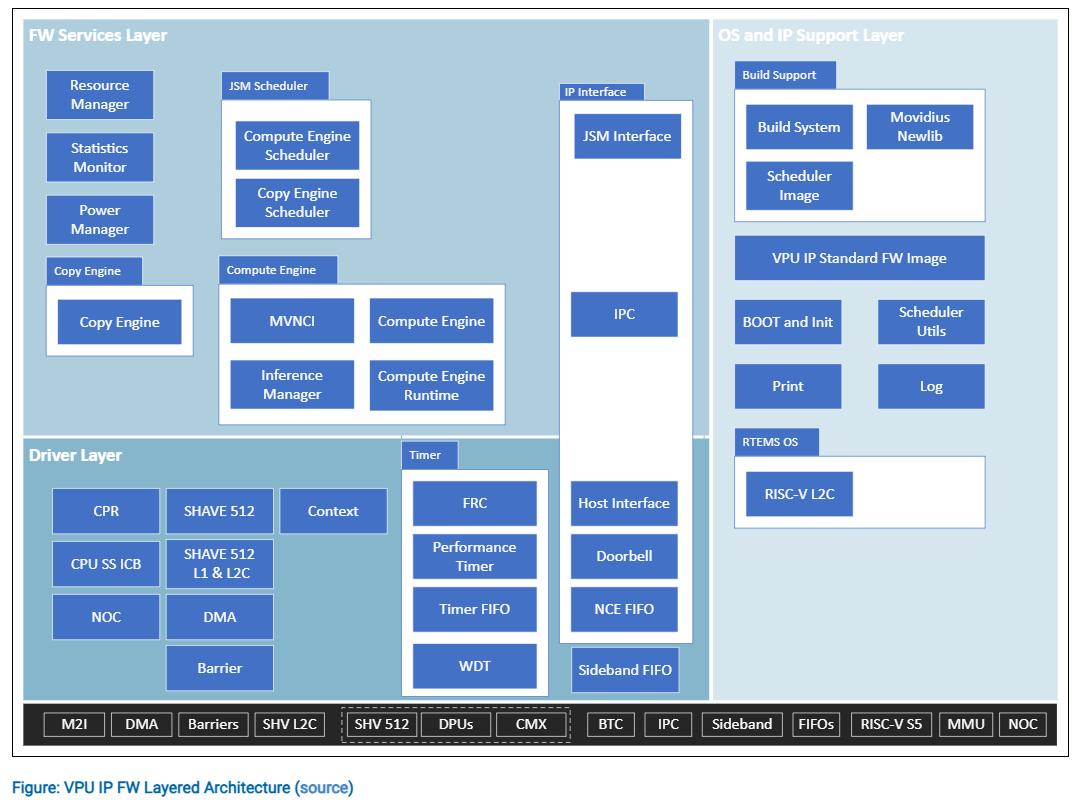 FW Services Layer
Resource
Manager
Statistics
Monitor
Power
Manager
Copy Engine
Copy Engine
JSM Scheduler
Compute Engine
Scheduler
Copy Engine
Scheduler
Compute Engine
MVNCI
Compute Engine
Inference
Manager
Compute Engine
Runtime
IP Interface
JSM Interface
IPC
Host Interface
Doorbell
NCE FIFO
Driver Layer
CPR
SHAVE 512
Context
CPU SS ICB
SHAVE 512
L1 & L2C
NOC
DMA
Barrier
Timer
FRC
Performance
Timer
Timer FIFO
WDT
Sideband FIFO
OS and IP Support Layer
Build Support
Build System
Movidius
Newlib
Scheduler
Image
VPU IP Standard FW Image
BOOT and Init
Scheduler
Utils
Print
Log
RTEMS OS
RISC-V L2C
M2I
DMA
Barriers
SHV L2C
SHV 512
DPUs
CMX
BTC
IPC
Sideband
FIFOs
RISC-V S5
MMU
NOC
Figure: VPU IP FW Layered Architecture (source)